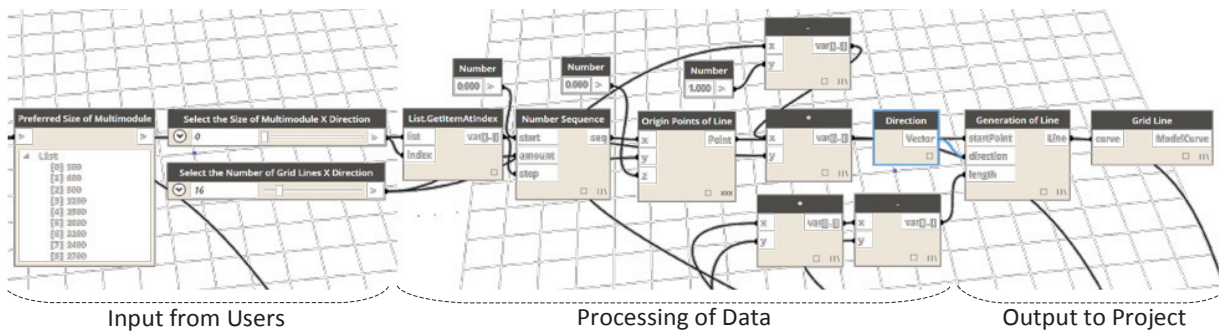 Preferred Size of Multimodule
>
>
List
[0] 300
[1] 600
[2] 900
[3] 1200
[4] 1500
[5] 1800
[6] 2100
[7] 2400
[8] 2700
Select the Size of Multimodule X Direction
0
>
Select the Number of Grid Lines X Direction
16
>
List.GetItemAtIndex
list var[]..[]
index
Number
0.000 >
Number Sequence
start seq
amount
step
Number
0.000 >
Origin Points of Line
x Point
y
z
xxx
Number
1.000 >
-
x var[]..[]
y
*
x var[]..[]
y
*
x var[]..[]
y
-
x var[]..[]
y
Direction
Vector
Generation of Line
startPoint Line
direction
length
Grid Line
curve ModelCurve
Input from Users
Processing of Data
Output to Project